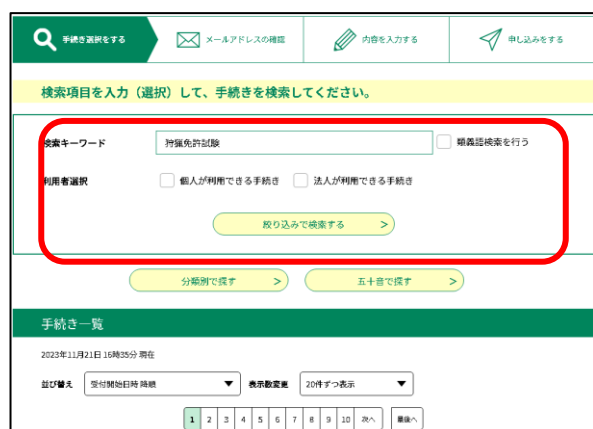 手続き選択をする メールアドレスの確認 内容を入力する 申し込みをする
検索項目を入力（選択）して、手続きを検索してください。
検索キーワード 狩猟免許試験 類義語検索を行う
利用者選択 個人が利用できる手続き 法人が利用できる手続き
絞り込みで検索する >
分類別で探す > 五十音で探す >
手続き一覧
2023年11月21日 16時35分 現在
並び替え 受付開始日時 降順 ▼ 表示数変更 20件ずつ表示 ▼
1 2 3 4 5 6 7 8 9 10 次へ 最後へ